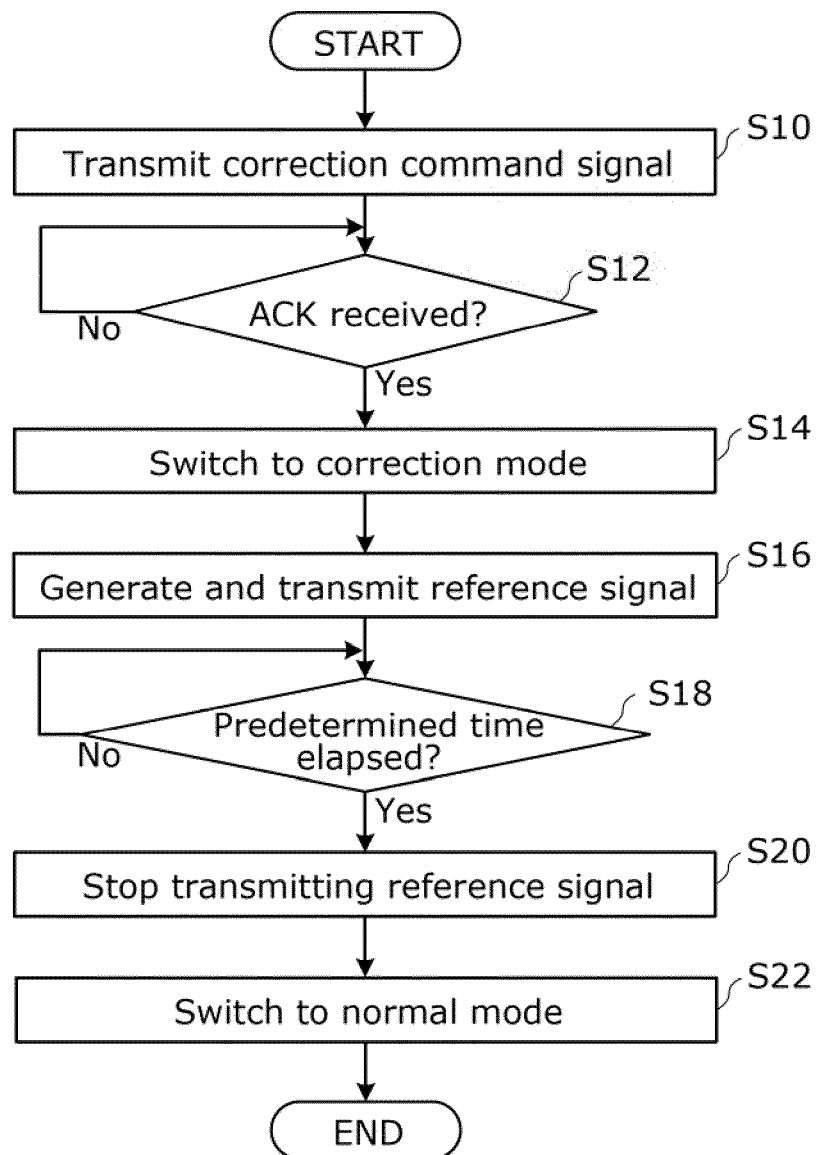 START
S10
Transmit correction command signal
S12
ACK received?
No
Yes
S14
Switch to correction mode
S16
Generate and transmit reference signal
S18
Predetermined time
elapsed?
No
Yes
S20
Stop transmitting reference signal
S22
Switch to normal mode
END